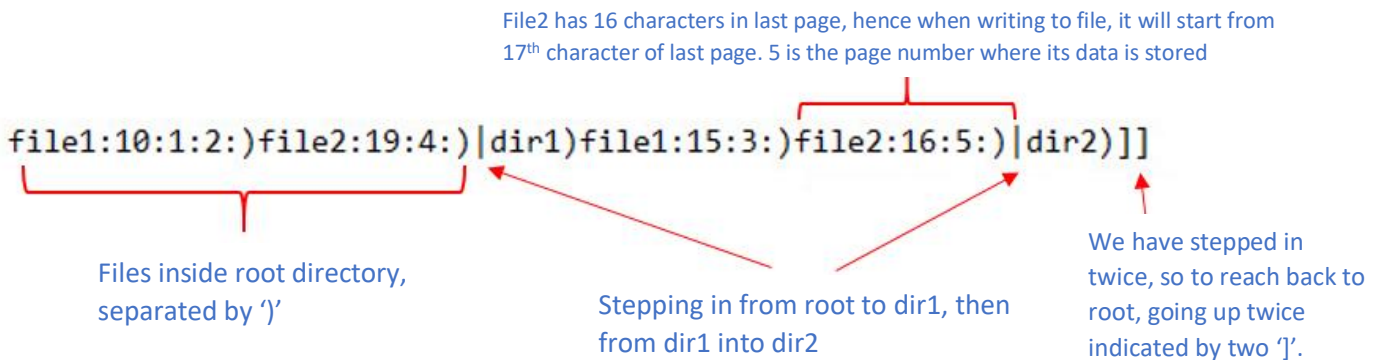 File2 has 16 characters in last page, hence when writing to file, it will start from
17th character of last page. 5 is the page number where its data is stored
file1:10:1:2:)file2:19:4:)|dir1)file1:15:3:)file2:16:5:)|dir2)]]
Files inside root directory,
separated by ‘)’
Stepping in from root to dir1, then
from dir1 into dir2
We have stepped in
twice, so to reach back to
root, going up twice
indicated by two ‘]’.